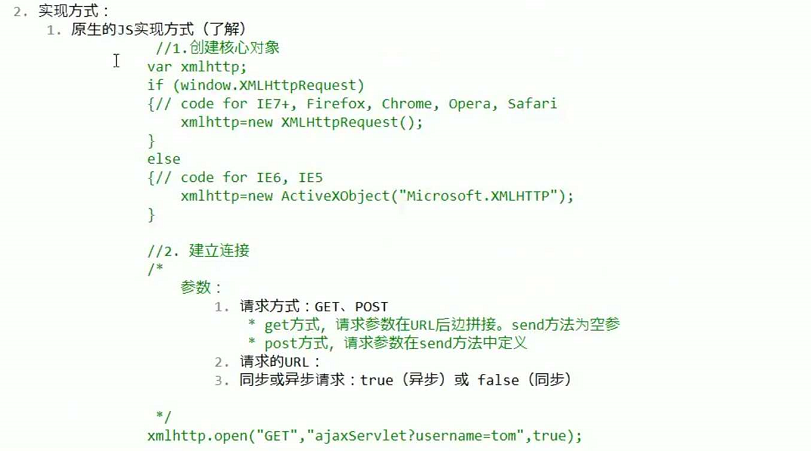 2. 实现方式：
1. 原生的JS实现方式（了解）
//1.创建核心对象
var xmlhttp;
if (window.XMLHttpRequest)
{// code for IE7+, Firefox, Chrome, Opera, Safari
xmlhttp=new XMLHttpRequest();
}
else
{// code for IE6, IE5
xmlhttp=new ActiveXObject("Microsoft.XMLHTTP");
}
//2. 建立连接
/*
参数：
1. 请求方式：GET、POST
* get方式，请求参数在URL后边拼接。send方法为空参
* post方式，请求参数在send方法中定义
2. 请求的URL：
3. 同步或异步请求：true（异步）或 false（同步）
*/
xmlhttp.open("GET","ajaxServlet?username=tom",true);